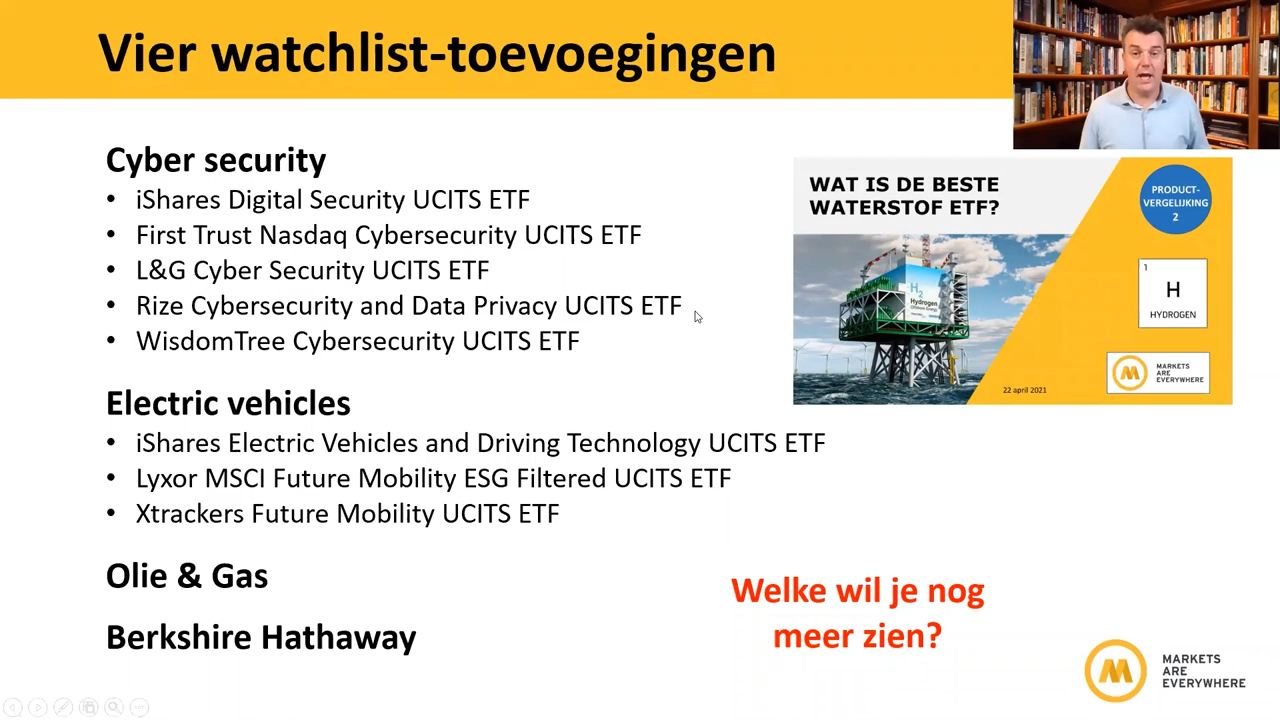 Vier watchlist-toevoegingen
Cyber security
• iShares Digital Security UCITS ETF
• First Trust Nasdaq Cybersecurity UCITS ETF
• L&G Cyber Security UCITS ETF
• Rize Cybersecurity and Data Privacy UCITS ETF
• WisdomTree Cybersecurity UCITS ETF
Electric vehicles
• iShares Electric Vehicles and Driving Technology UCITS ETF
• Lyxor MSCI Future Mobility ESG Filtered UCITS ETF
• Xtrackers Future Mobility UCITS ETF
Olie & Gas
Berkshire Hathaway
WAT IS DE BESTE
WATERSTOF ETF?
PRODUCT-
VERGELIJKING
2
H2
Hydrogen
1
H
HYDROGEN
22 april 2021
MARKETS
ARE
EVERYWHERE
Welke wil je nog
meer zien?
MARKETS
ARE
EVERYWHERE